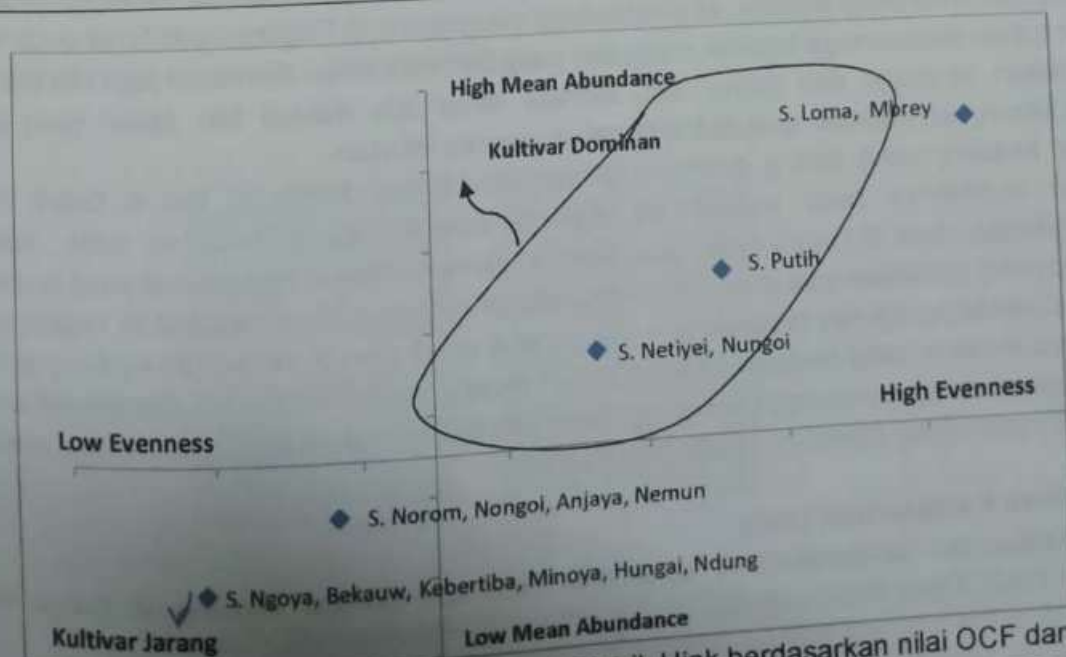 High Mean Abundance
S. Loma, Mbrey
Kultivar Dominan
S. Putih
S. Netiyei, Nungoi
High Evenness
Low Evenness
S. Norom, Nongoi, Anjaya, Nemun
S. Ngoya, Bekauw, Kebertiba, Minoya, Hungai, Ndung
Kultivar Jarang
Low Mean Abundance
berdasarkan nilai OCF dar